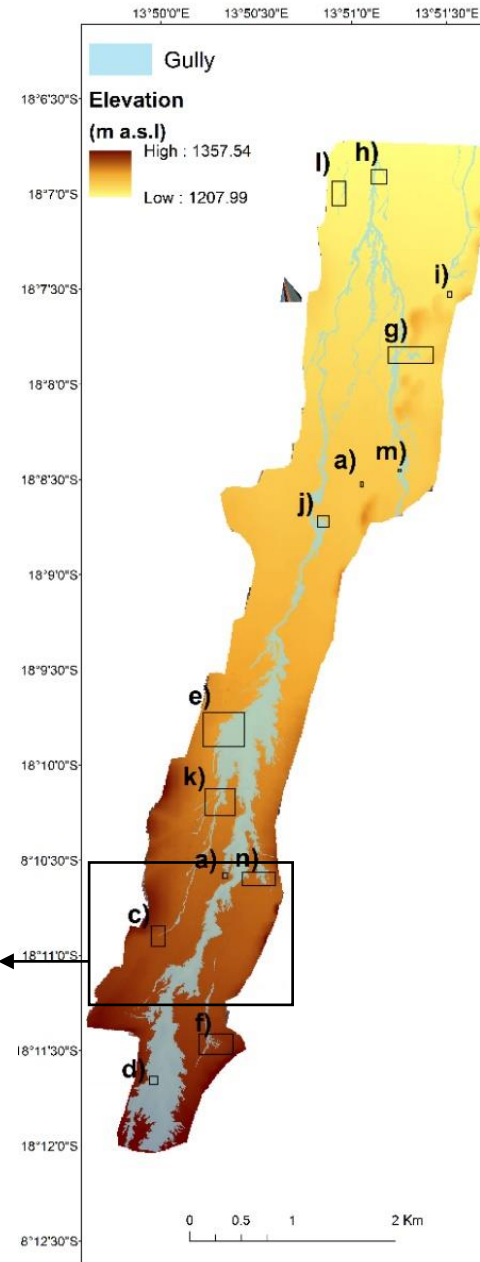 13°50'0"E 13°50'30"E 13°51'0"E 13°51'30"E
Gully
Elevation
(m a.s.l)
High : 1357.54
Low : 1207.99
18°6'30"S
18°7'0"S
18°7'30"S
18°8'0"S
18°8'30"S
18°9'0"S
18°9'30"S
18°10'0"S
8°10'30"S
18°11'0"S
18°11'30"S
18°12'0"S
8°12'30"S
l)
h)
i)
g)
a)
m)
j)
e)
k)
a)
n)
c)
f)
d)
0 0.5 1 2 Km